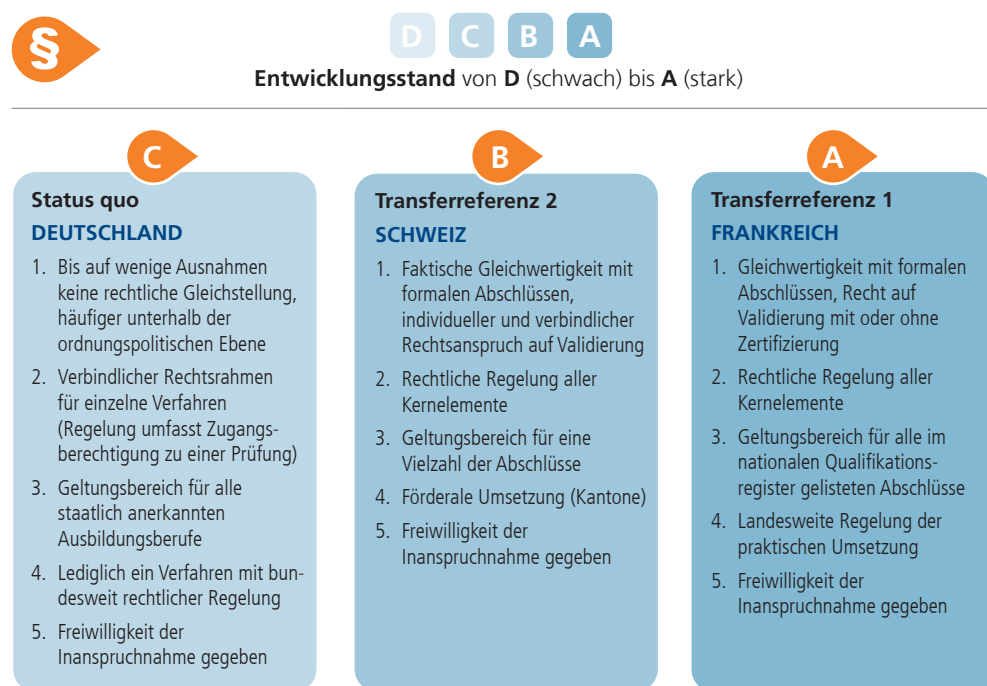 §
D C B A
Entwicklungsstand von D (schwach) bis A (stark)
C
Status quo
DEUTSCHLAND
1. Bis auf wenige Ausnahmen
keine rechtliche Gleichstellung,
häufiger unterhalb der
ordnungspolitischen Ebene
2. Verbindlicher Rechtsrahmen
für einzelne Verfahren
(Regelung umfasst Zugangs-
berechtigung zu einer Prüfung)
3. Geltungsbereich für alle
staatlich anerkannten
Ausbildungsberufe
4. Lediglich ein Verfahren mit bun-
desweit rechtlicher Regelung
5. Freiwilligkeit der
Inanspruchnahme gegeben
B
Transferreferenz 2
SCHWEIZ
1. Faktische Gleichwertigkeit mit
formalen Abschlüssen,
individueller und verbindlicher
Rechtsanspruch auf Validierung
2. Rechtliche Regelung aller
Kernelemente
3. Geltungsbereich für eine
Vielzahl der Abschlüsse
4. Förderale Umsetzung (Kantone)
5. Freiwilligkeit der
Inanspruchnahme gegeben
A
Transferreferenz 1
FRANKREICH
1. Gleichwertigkeit mit formalen
Abschlüssen, Recht auf
Validierung mit oder ohne
Zertifizierung
2. Rechtliche Regelung aller
Kernelemente
3. Geltungsbereich für alle im
nationalen Qualifikations-
register gelisteten Abschlüsse
4. Landesweite Regelung der
praktischen Umsetzung
5. Freiwilligkeit der
Inanspruchnahme gegeben